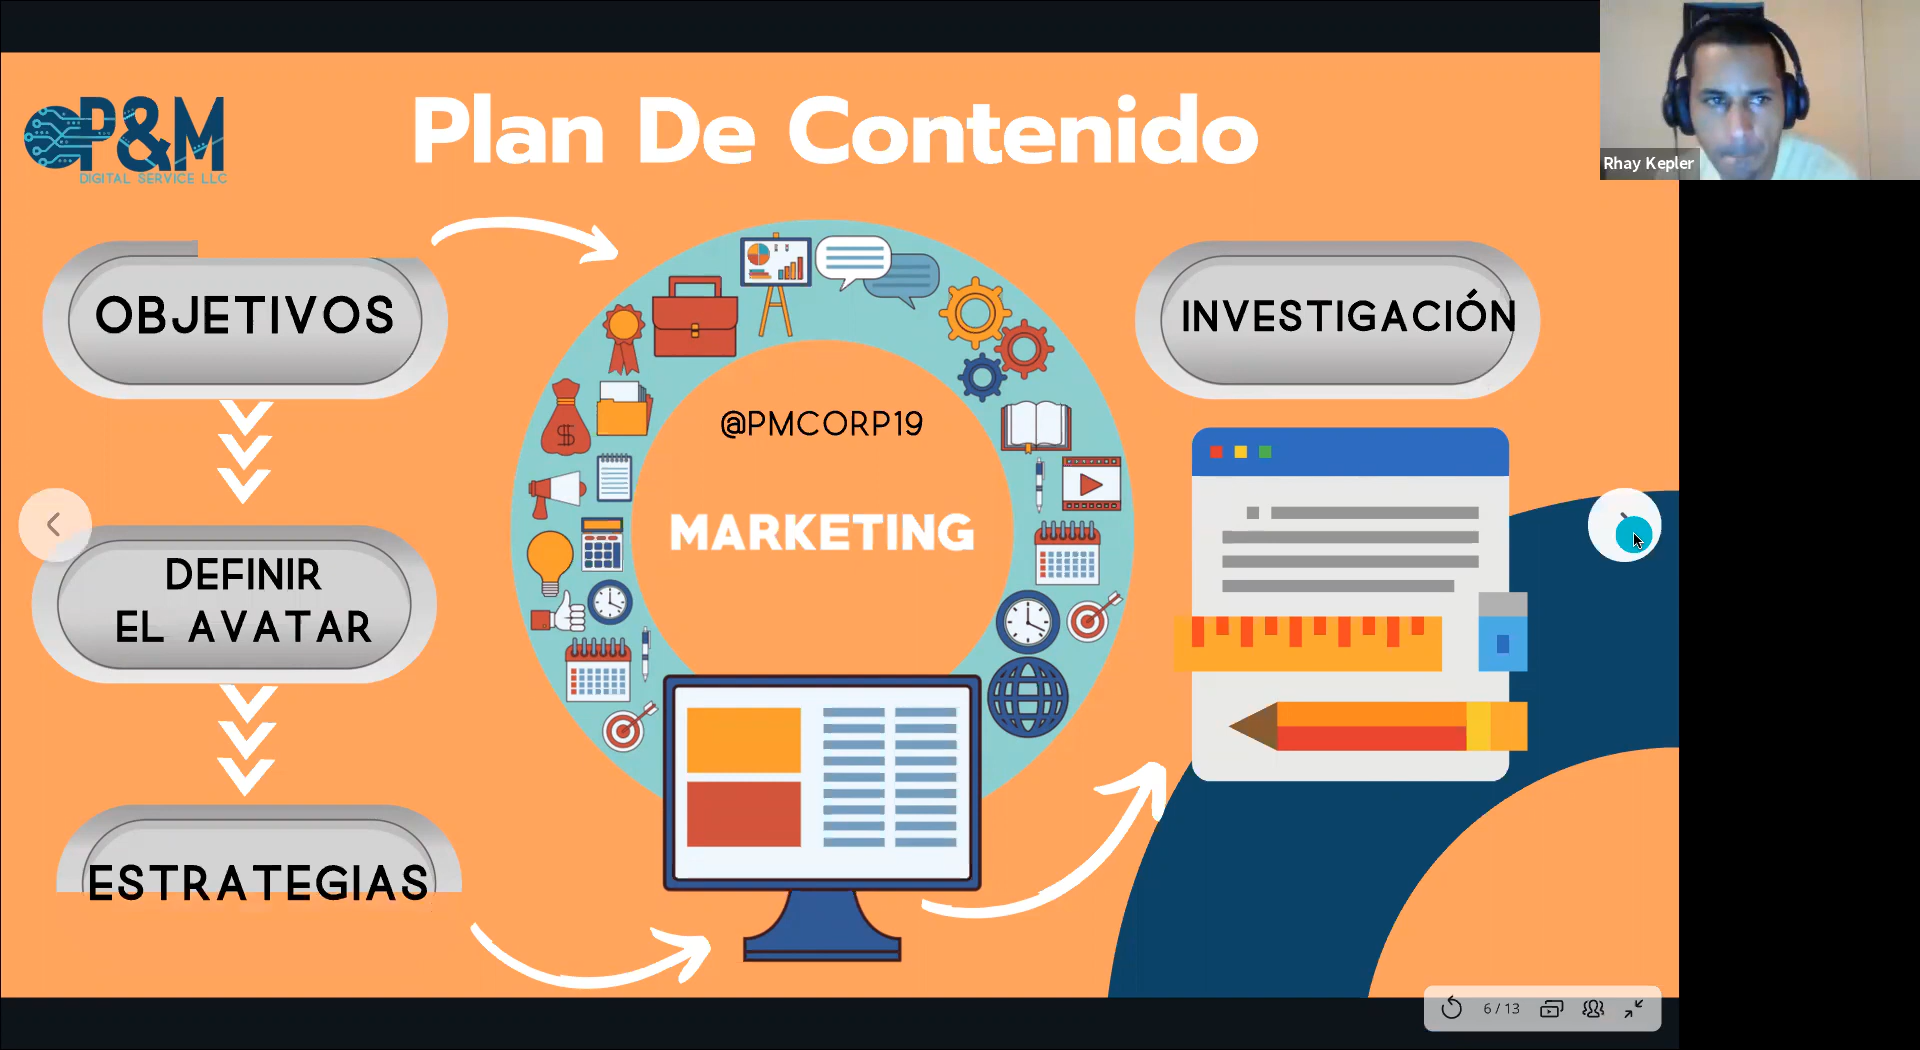 P&M
DIGITAL SERVICE LLC
Plan De Contenido
Rhay Kepler
OBJETIVOS
DEFINIR
EL AVATAR
ESTRATEGIAS
@PMCORP19
MARKETING
$
INVESTIGACIÓN
6 / 13